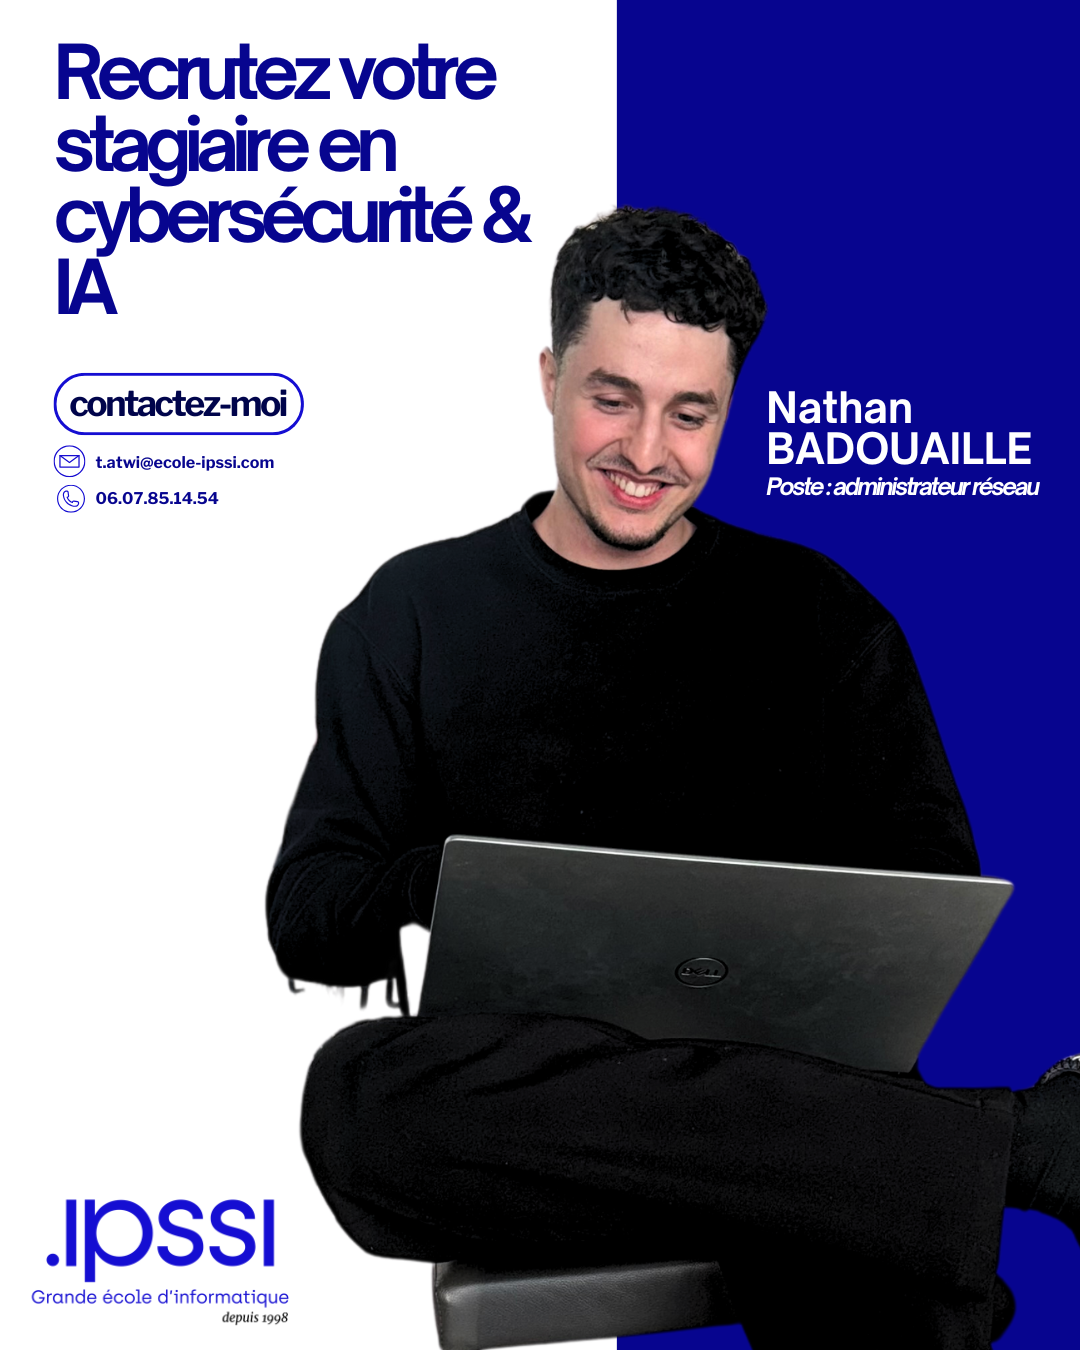 Recrutez votre
stagiaire en
cybersécurité &
IA
contactez-moi
t.atwi@ecole-ipssi.com
06.07.85.14.54
Nathan
BADOUAILLE
Poste : administrateur réseau
DELL
.IPSSI
Grande école d'informatique
depuis 1998